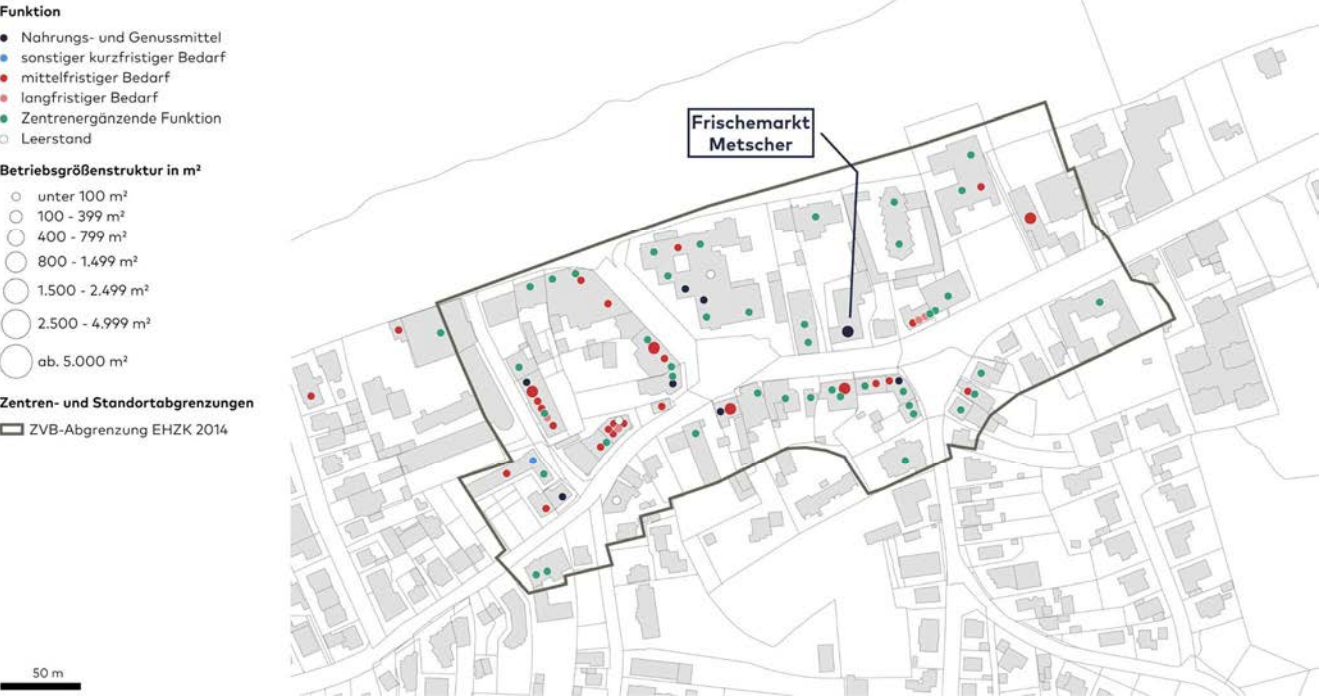 Funktion
Nahrungs- und Genussmittel
sonstiger kurzfristiger Bedarf
mittelfristiger Bedarf
langfristiger Bedarf
Zentrenergänzende Funktion
Leerstand
Betriebsgrößenstruktur in m²
unter 100 m²
100 - 399 m²
400 - 799 m²
800 - 1.499 m²
1.500 - 2.499 m²
2.500 - 4.999 m²
ab. 5.000 m²
Zentren- und Standortabgrenzungen
ZVB-Abgrenzung EHZK 2014
50 m
Frischemarkt
Metscher